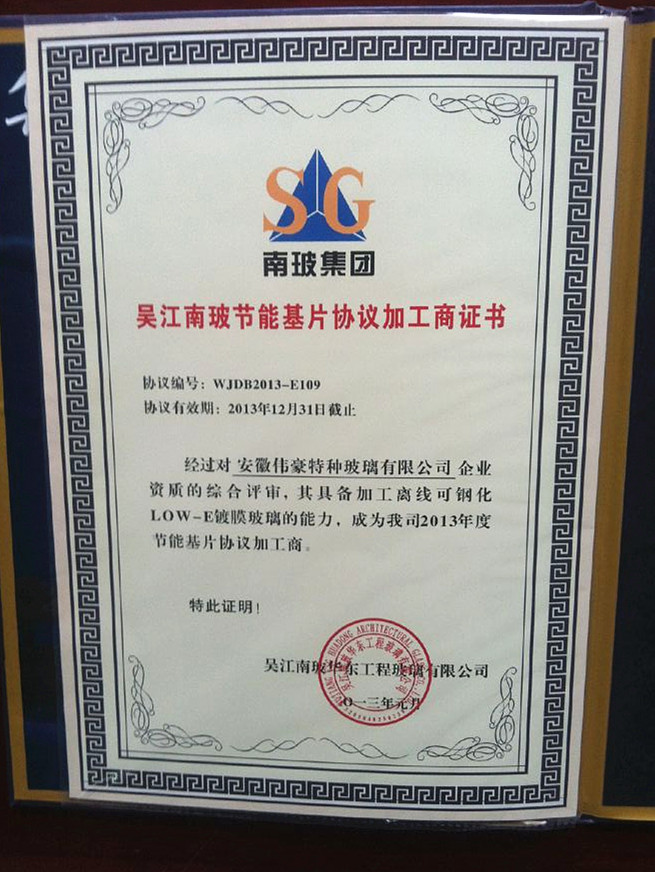 SG
南玻集团
吴江南玻节能基片协议加工商证书
协议编号：WJDB2013-E109
协议有效期：2013年12月31日截止
经过对 安徽伟豪特种玻璃有限公司 企业
资质的综合评审，其具备加工离线可钢化
LOW-E镀膜玻璃的能力，成为我司2013年度
节能基片协议加工商。
特此证明！
吴江南玻华东工程玻璃有限公司
〇一三年元月